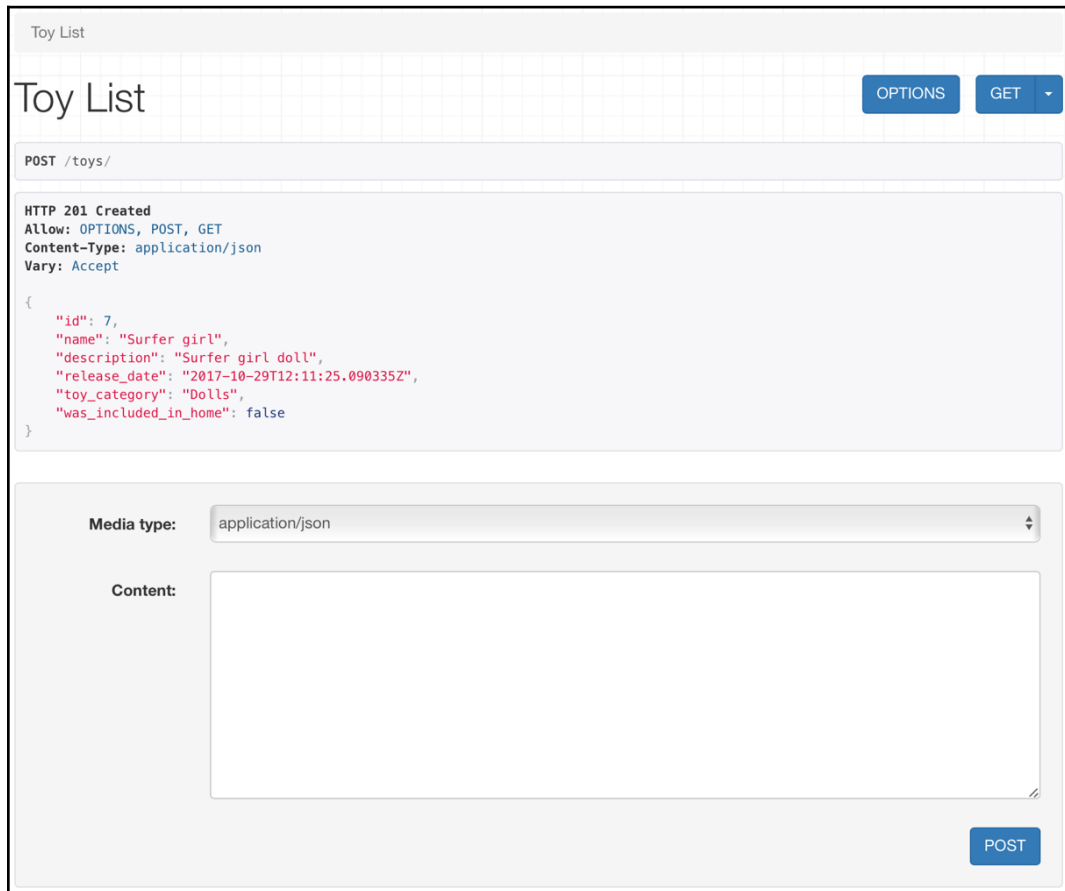 Toy List
Toy List
OPTIONS
GET
POST /toys/
HTTP 201 Created
Allow: OPTIONS, POST, GET
Content-Type: application/json
Vary: Accept
{
    "id": 7,
    "name": "Surfer girl",
    "description": "Surfer girl doll",
    "release_date": "2017-10-29T12:11:25.090335Z",
    "toy_category": "Dolls",
    "was_included_in_home": false
}
Media type:
application/json
Content:
POST